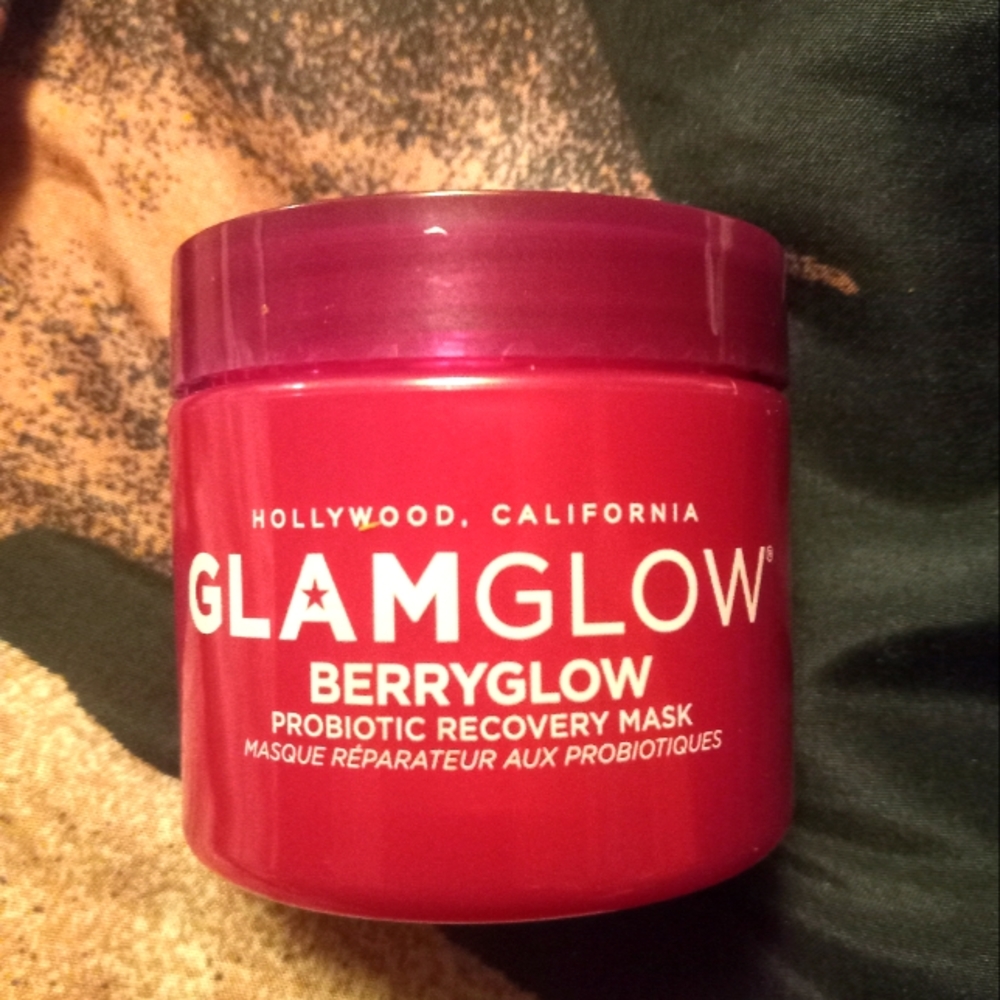 HOLLYWOOD, CALIFORNIA
GLAMGLOW®
BERRYGLOW
PROBIOTIC RECOVERY MASK
MASQUE RÉPARATEUR AUX PROBIOTIQUES